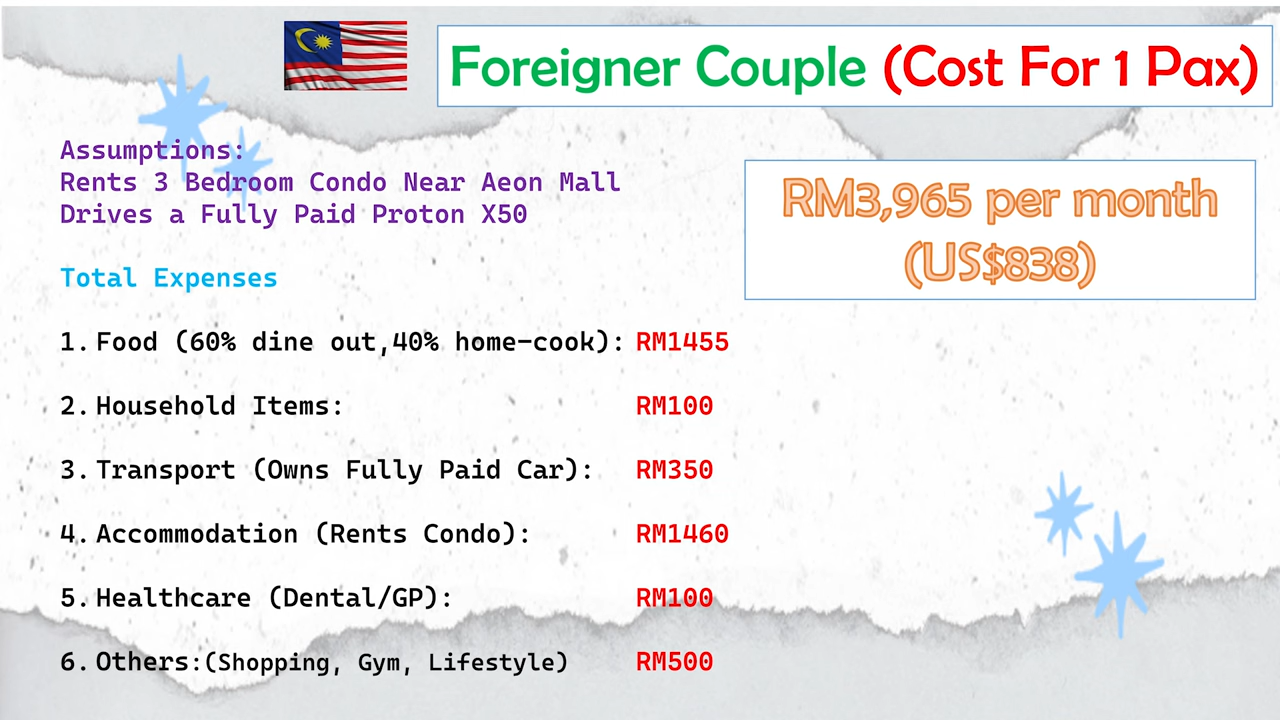 Foreigner Couple (Cost For 1 Pax)
Assumptions:
Rents 3 Bedroom Condo Near Aeon Mall
Drives a Fully Paid Proton X50
RM3,965 per month
(US$838)
Total Expenses
1. Food (60% dine out,40% home-cook): RM1455
2. Household Items: RM100
3. Transport (Owns Fully Paid Car): RM350
4. Accommodation (Rents Condo): RM1460
5. Healthcare (Dental/GP): RM100
6. Others:(Shopping, Gym, Lifestyle) RM500